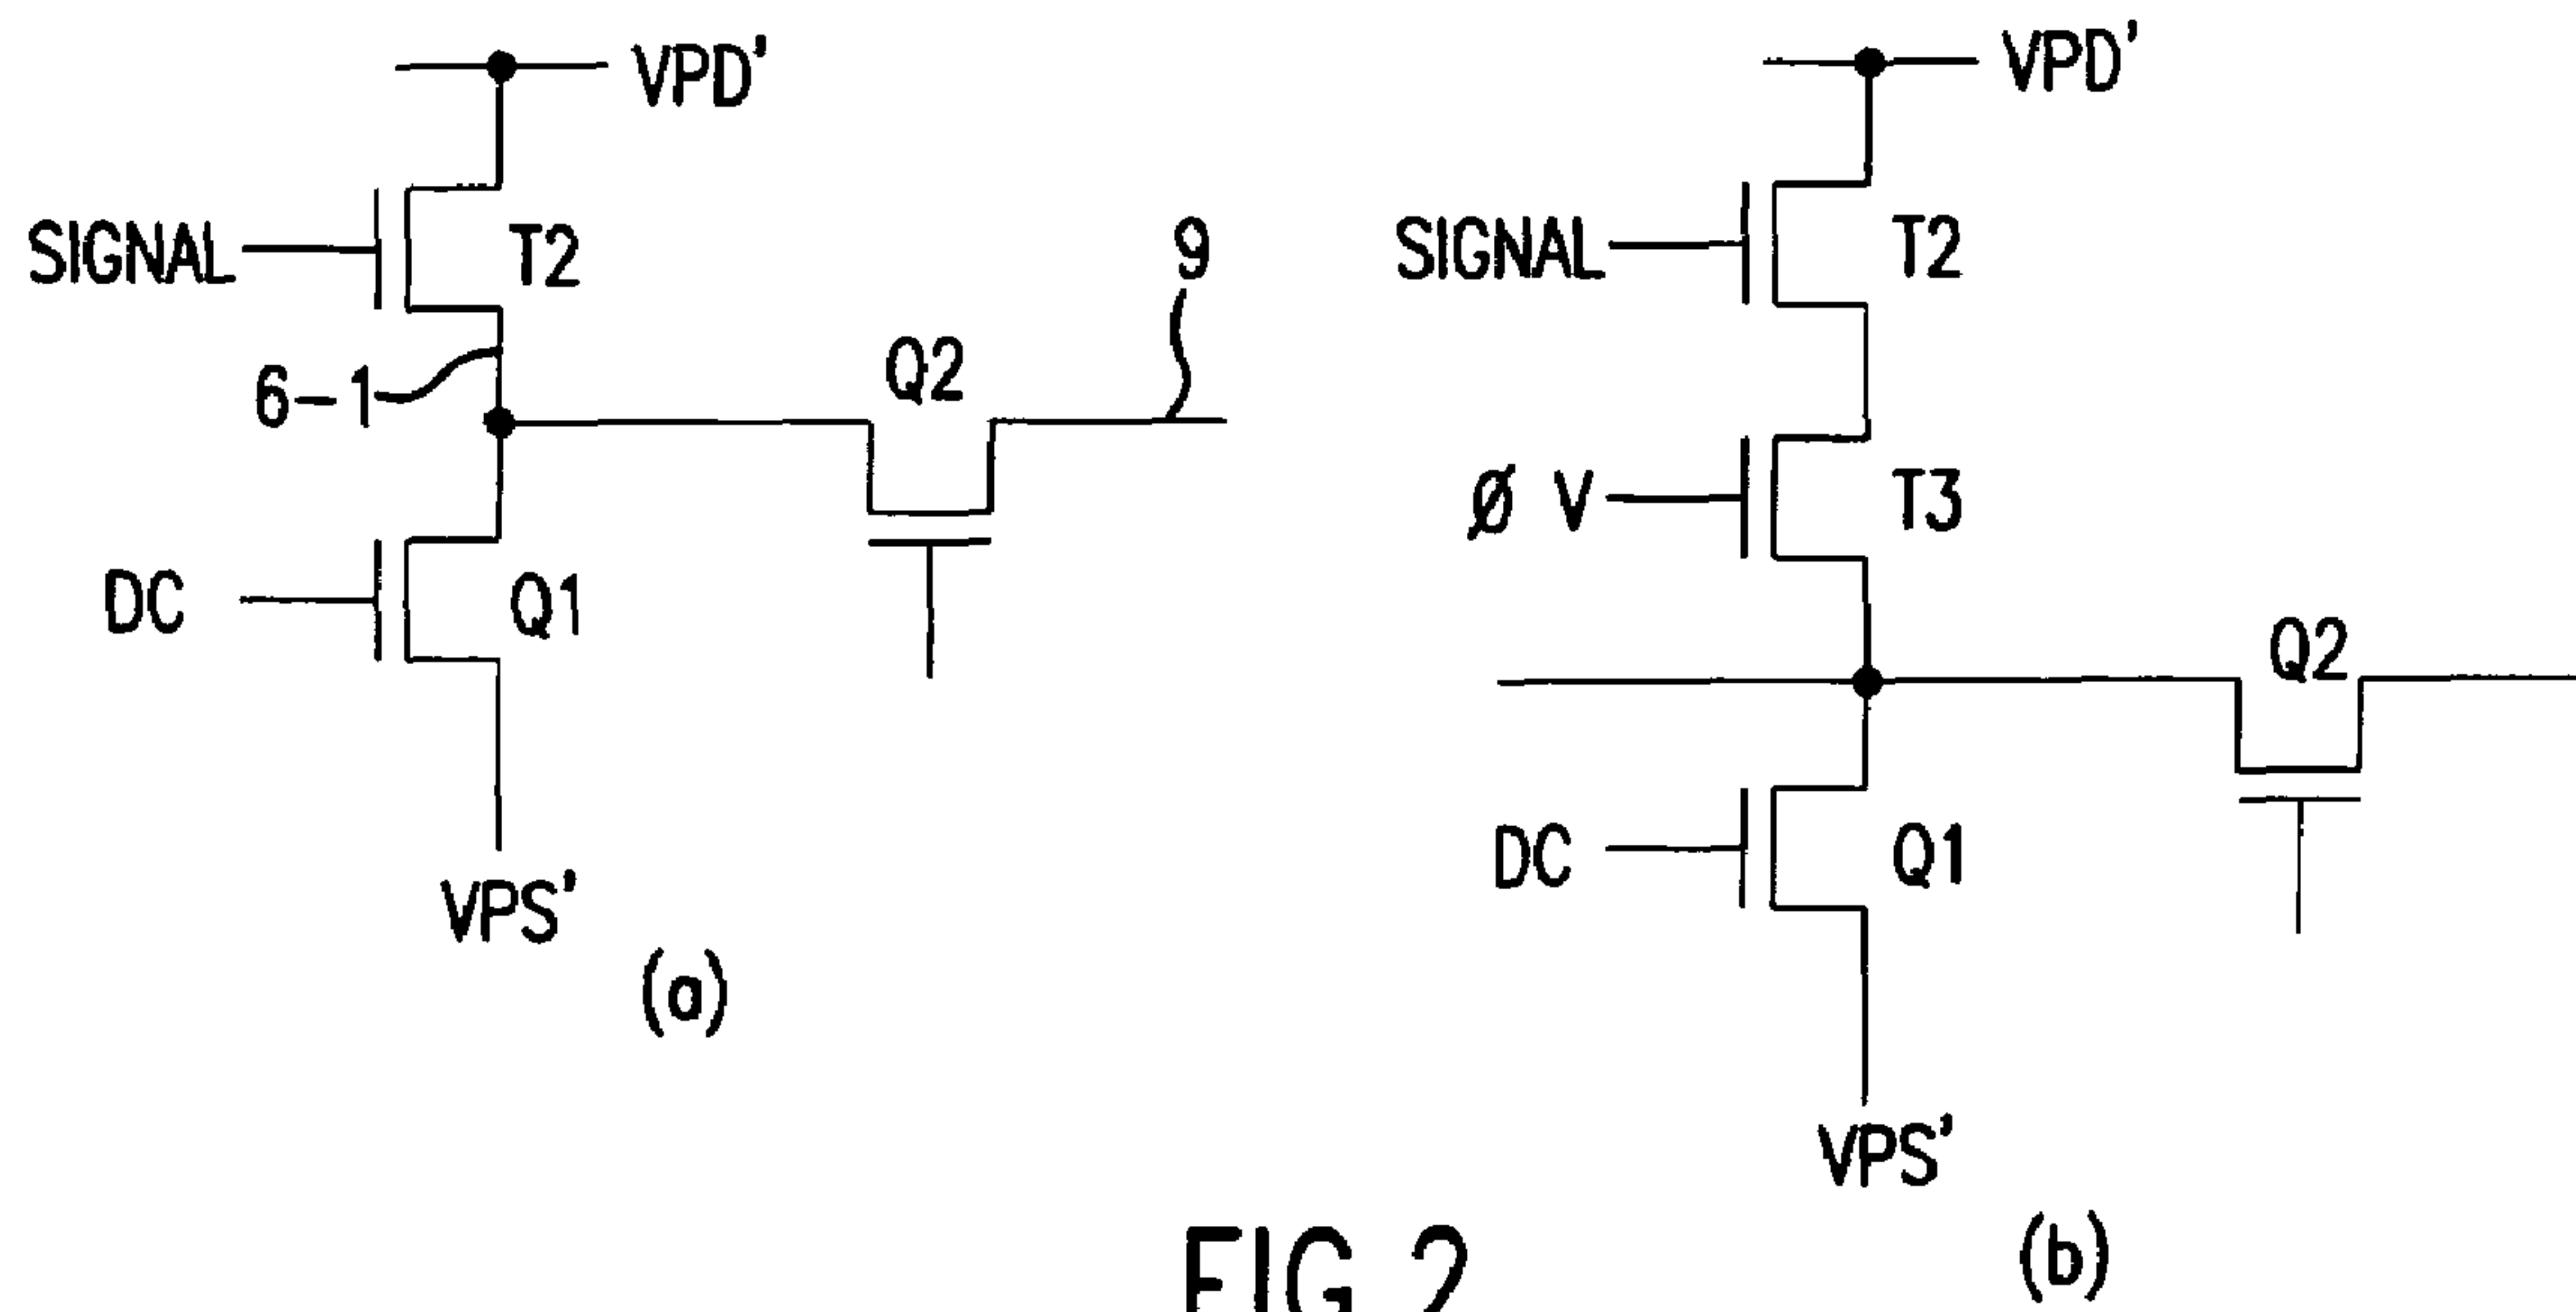 VPD'
SIGNAL
T2
6-1
Q2
9
DC
Q1
VPS'
(a)
VPD'
SIGNAL
T2
Ø V
T3
Q2
DC
Q1
VPS'
(b)
FIG.2